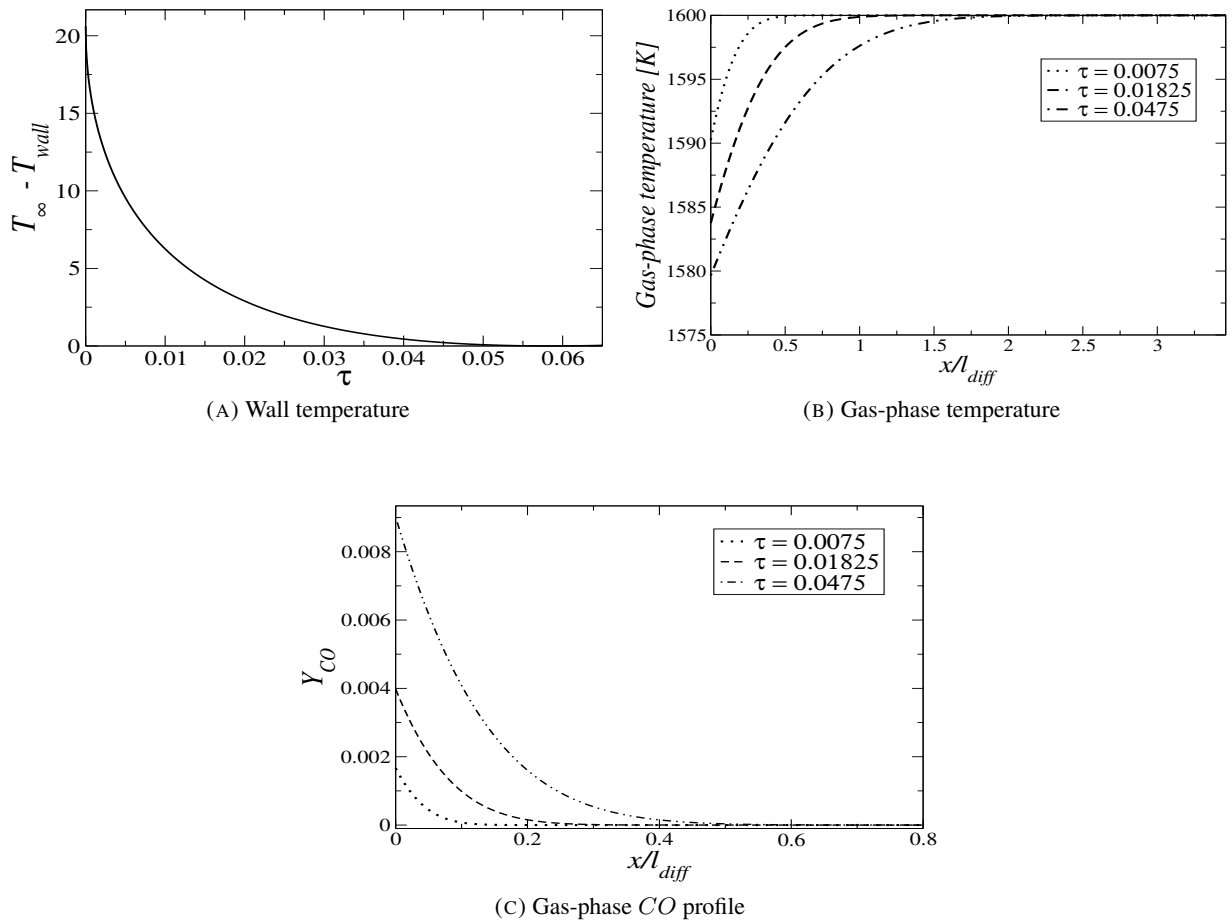 20
15
10
5
0
T∞ - Twall
0 0.01 0.02 0.03 0.04 0.05 0.06
τ
(A) Wall temperature
1600
1595
1590
1585
1580
1575
Gas-phase temperature [K]
τ = 0.0075
τ = 0.01825
τ = 0.0475
0 0.5 1 1.5 2 2.5 3
x/ldiff
(B) Gas-phase temperature
0.008
0.006
0.004
0.002
0
YCO
τ = 0.0075
τ = 0.01825
τ = 0.0475
0 0.2 0.4 0.6 0.8
x/ldiff
(C) Gas-phase CO profile